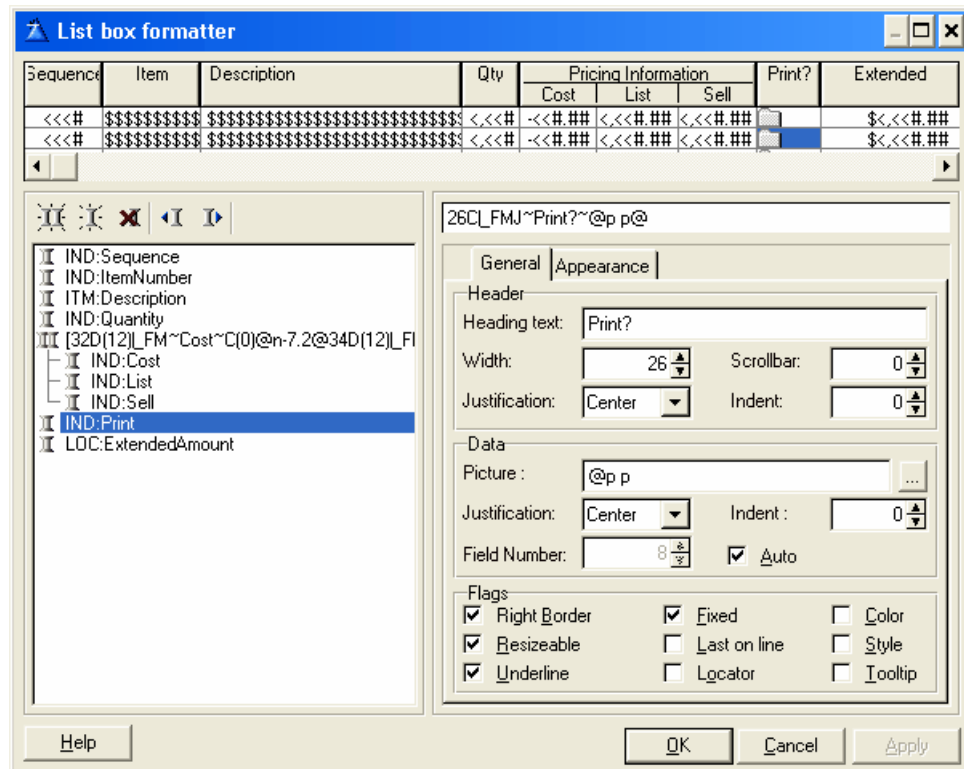 List box formatter
Sequence Item Description Qty Pricing Information Print? Extended
Cost List Sell
<<<# $$$$$$$$$$ $$$$$$$$$$$$$$$$$$$$$$$$$$ <,<<# -<<#.## <,<<#.## <,<<#.## $<,<<#.##
<<<# $$$$$$$$$$ $$$$$$$$$$$$$$$$$$$$$$$$$$ <,<<# -<<#.## <,<<#.## <,<<#.## $<,<<#.##
26C|_FMJ~Print?~@p p@
IND:Sequence
IND:ItemNumber
ITM:Description
IND:Quantity
[32D(12)|_FM~Cost~C(0)@n-7.2@34D(12)|_F
IND:Cost
IND:List
IND:Sell
IND:Print
LOC:ExtendedAmount
General Appearance
Header
Heading text: Print?
Width: 26 Scrollbar: 0
Justification: Center Indent: 0
Data
Picture : @p p ...
Justification: Center Indent : 0
Field Number: 8 Auto
Flags
Right Border Fixed Color
Resizeable Last on line Style
Underline Locator Tooltip
Help OK Cancel Apply